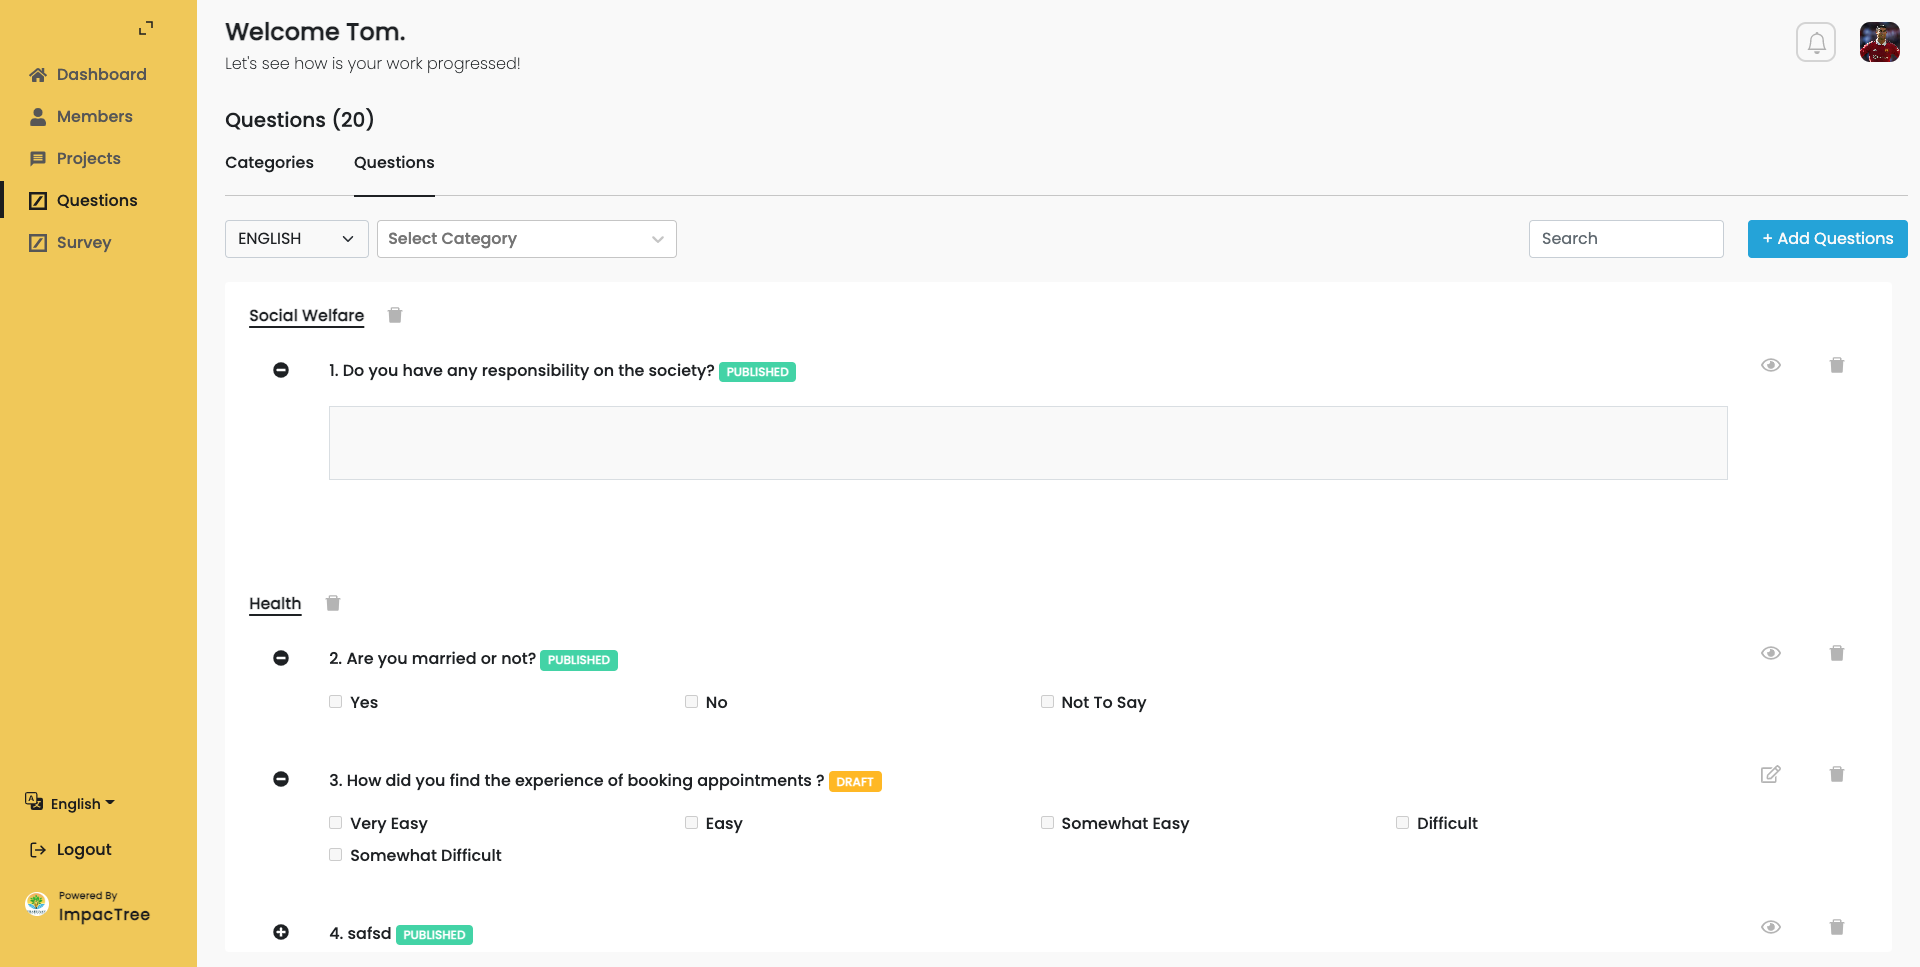 Dashboard
Members
Projects
Questions
Survey
English
Logout
Powered By
ImpacTree
Welcome Tom.
Let's see how is your work progressed!
Questions (20)
Categories
Questions
ENGLISH
Select Category
Search
+ Add Questions
Social Welfare
1. Do you have any responsibility on the society? PUBLISHED
Health
2. Are you married or not? PUBLISHED
Yes
No
Not To Say
3. How did you find the experience of booking appointments ? DRAFT
Very Easy
Easy
Somewhat Easy
Difficult
Somewhat Difficult
4. safsd PUBLISHED